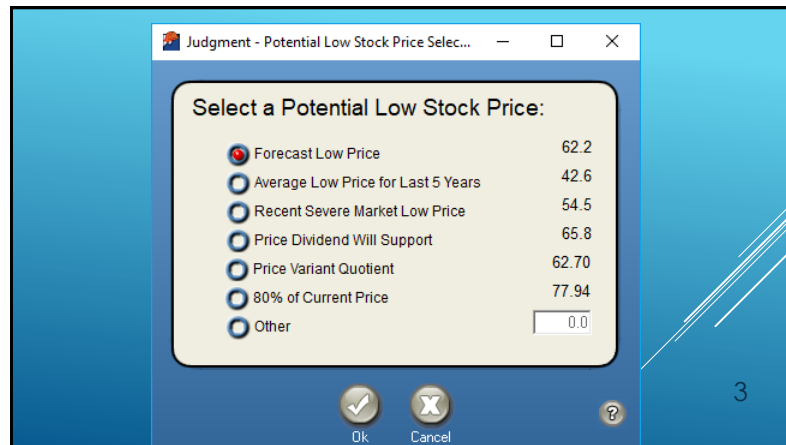 Judgment - Potential Low Stock Price Selec...
Select a Potential Low Stock Price:
Forecast Low Price 62.2
Average Low Price for Last 5 Years 42.6
Recent Severe Market Low Price 54.5
Price Dividend Will Support 65.8
Price Variant Quotient 62.70
80% of Current Price 77.94
Other 0.0
Ok Cancel ?
3